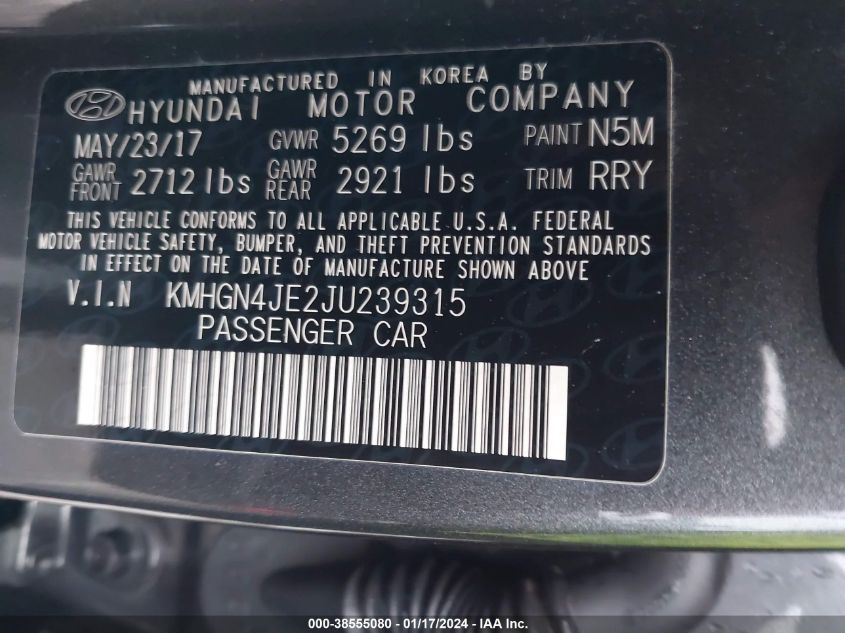 MANUFACTURED IN KOREA BY
HYUNDAI MOTOR COMPANY
MAY/23/17 GVWR 5269 lbs PAINT N5M
GAWR FRONT 2712 lbs GAWR REAR 2921 lbs TRIM RRY
THIS VEHICLE CONFORMS TO ALL APPLICABLE U.S.A. FEDERAL
MOTOR VEHICLE SAFETY, BUMPER, AND THEFT PREVENTION STANDARDS
IN EFFECT ON THE DATE OF MANUFACTURE SHOWN ABOVE
V.I.N KMHGN4JE2JU239315
PASSENGER CAR
000-38555080 - 01/17/2024 - IAA Inc.